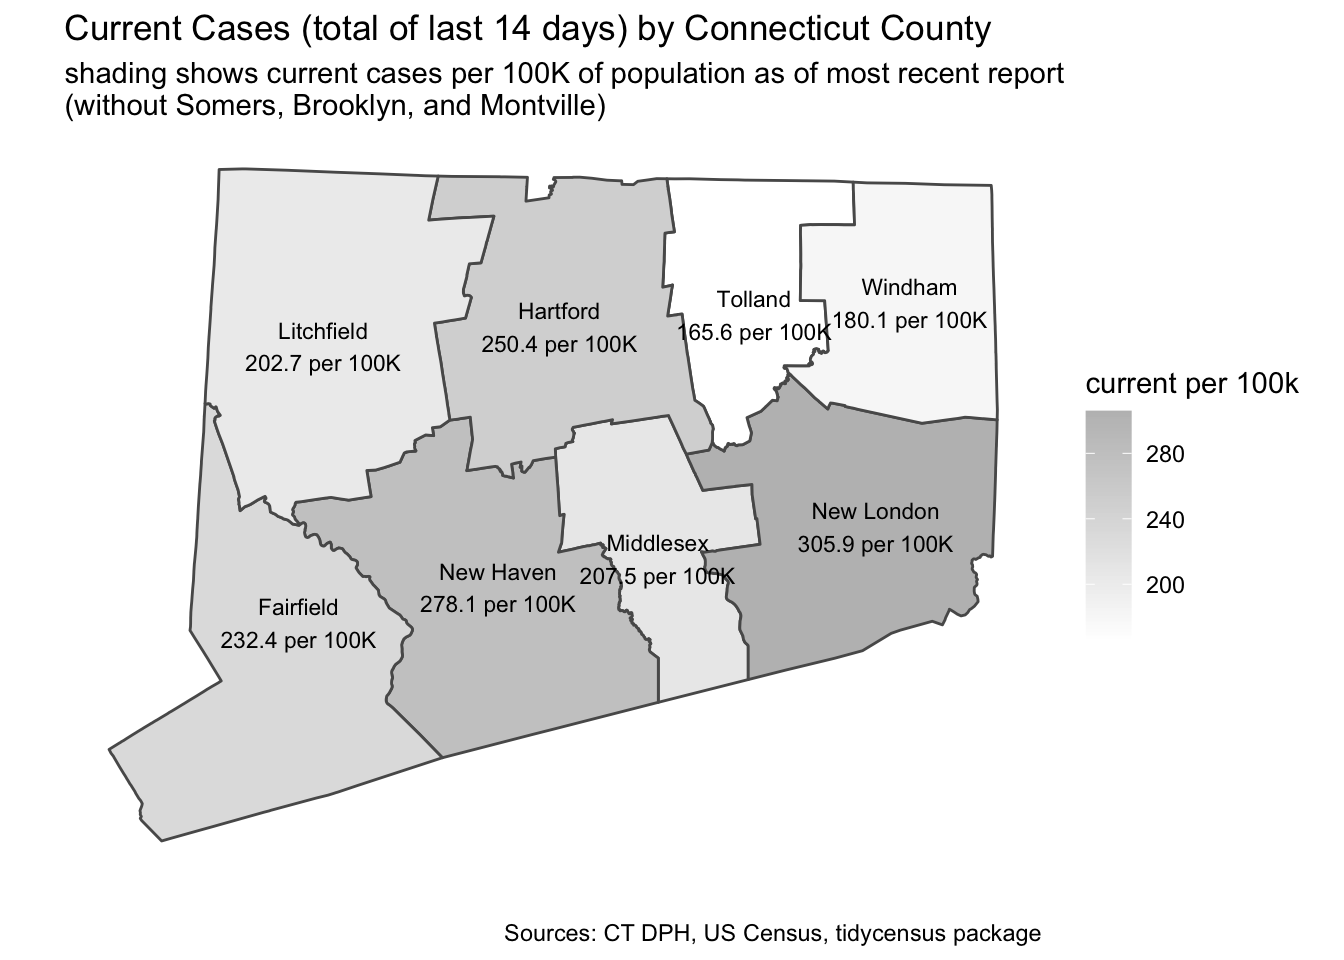 Current Cases (total of last 14 days) by Connecticut County
shading shows current cases per 100K of population as of most recent report
(without Somers, Brooklyn, and Montville)
Litchfield
202.7 per 100K
Hartford
250.4 per 100K
Tolland
165.6 per 100K
Windham
180.1 per 100K
Fairfield
232.4 per 100K
New Haven
278.1 per 100K
Middlesex
207.5 per 100K
New London
305.9 per 100K
current per 100k
280
240
200
Sources: CT DPH, US Census, tidycensus package